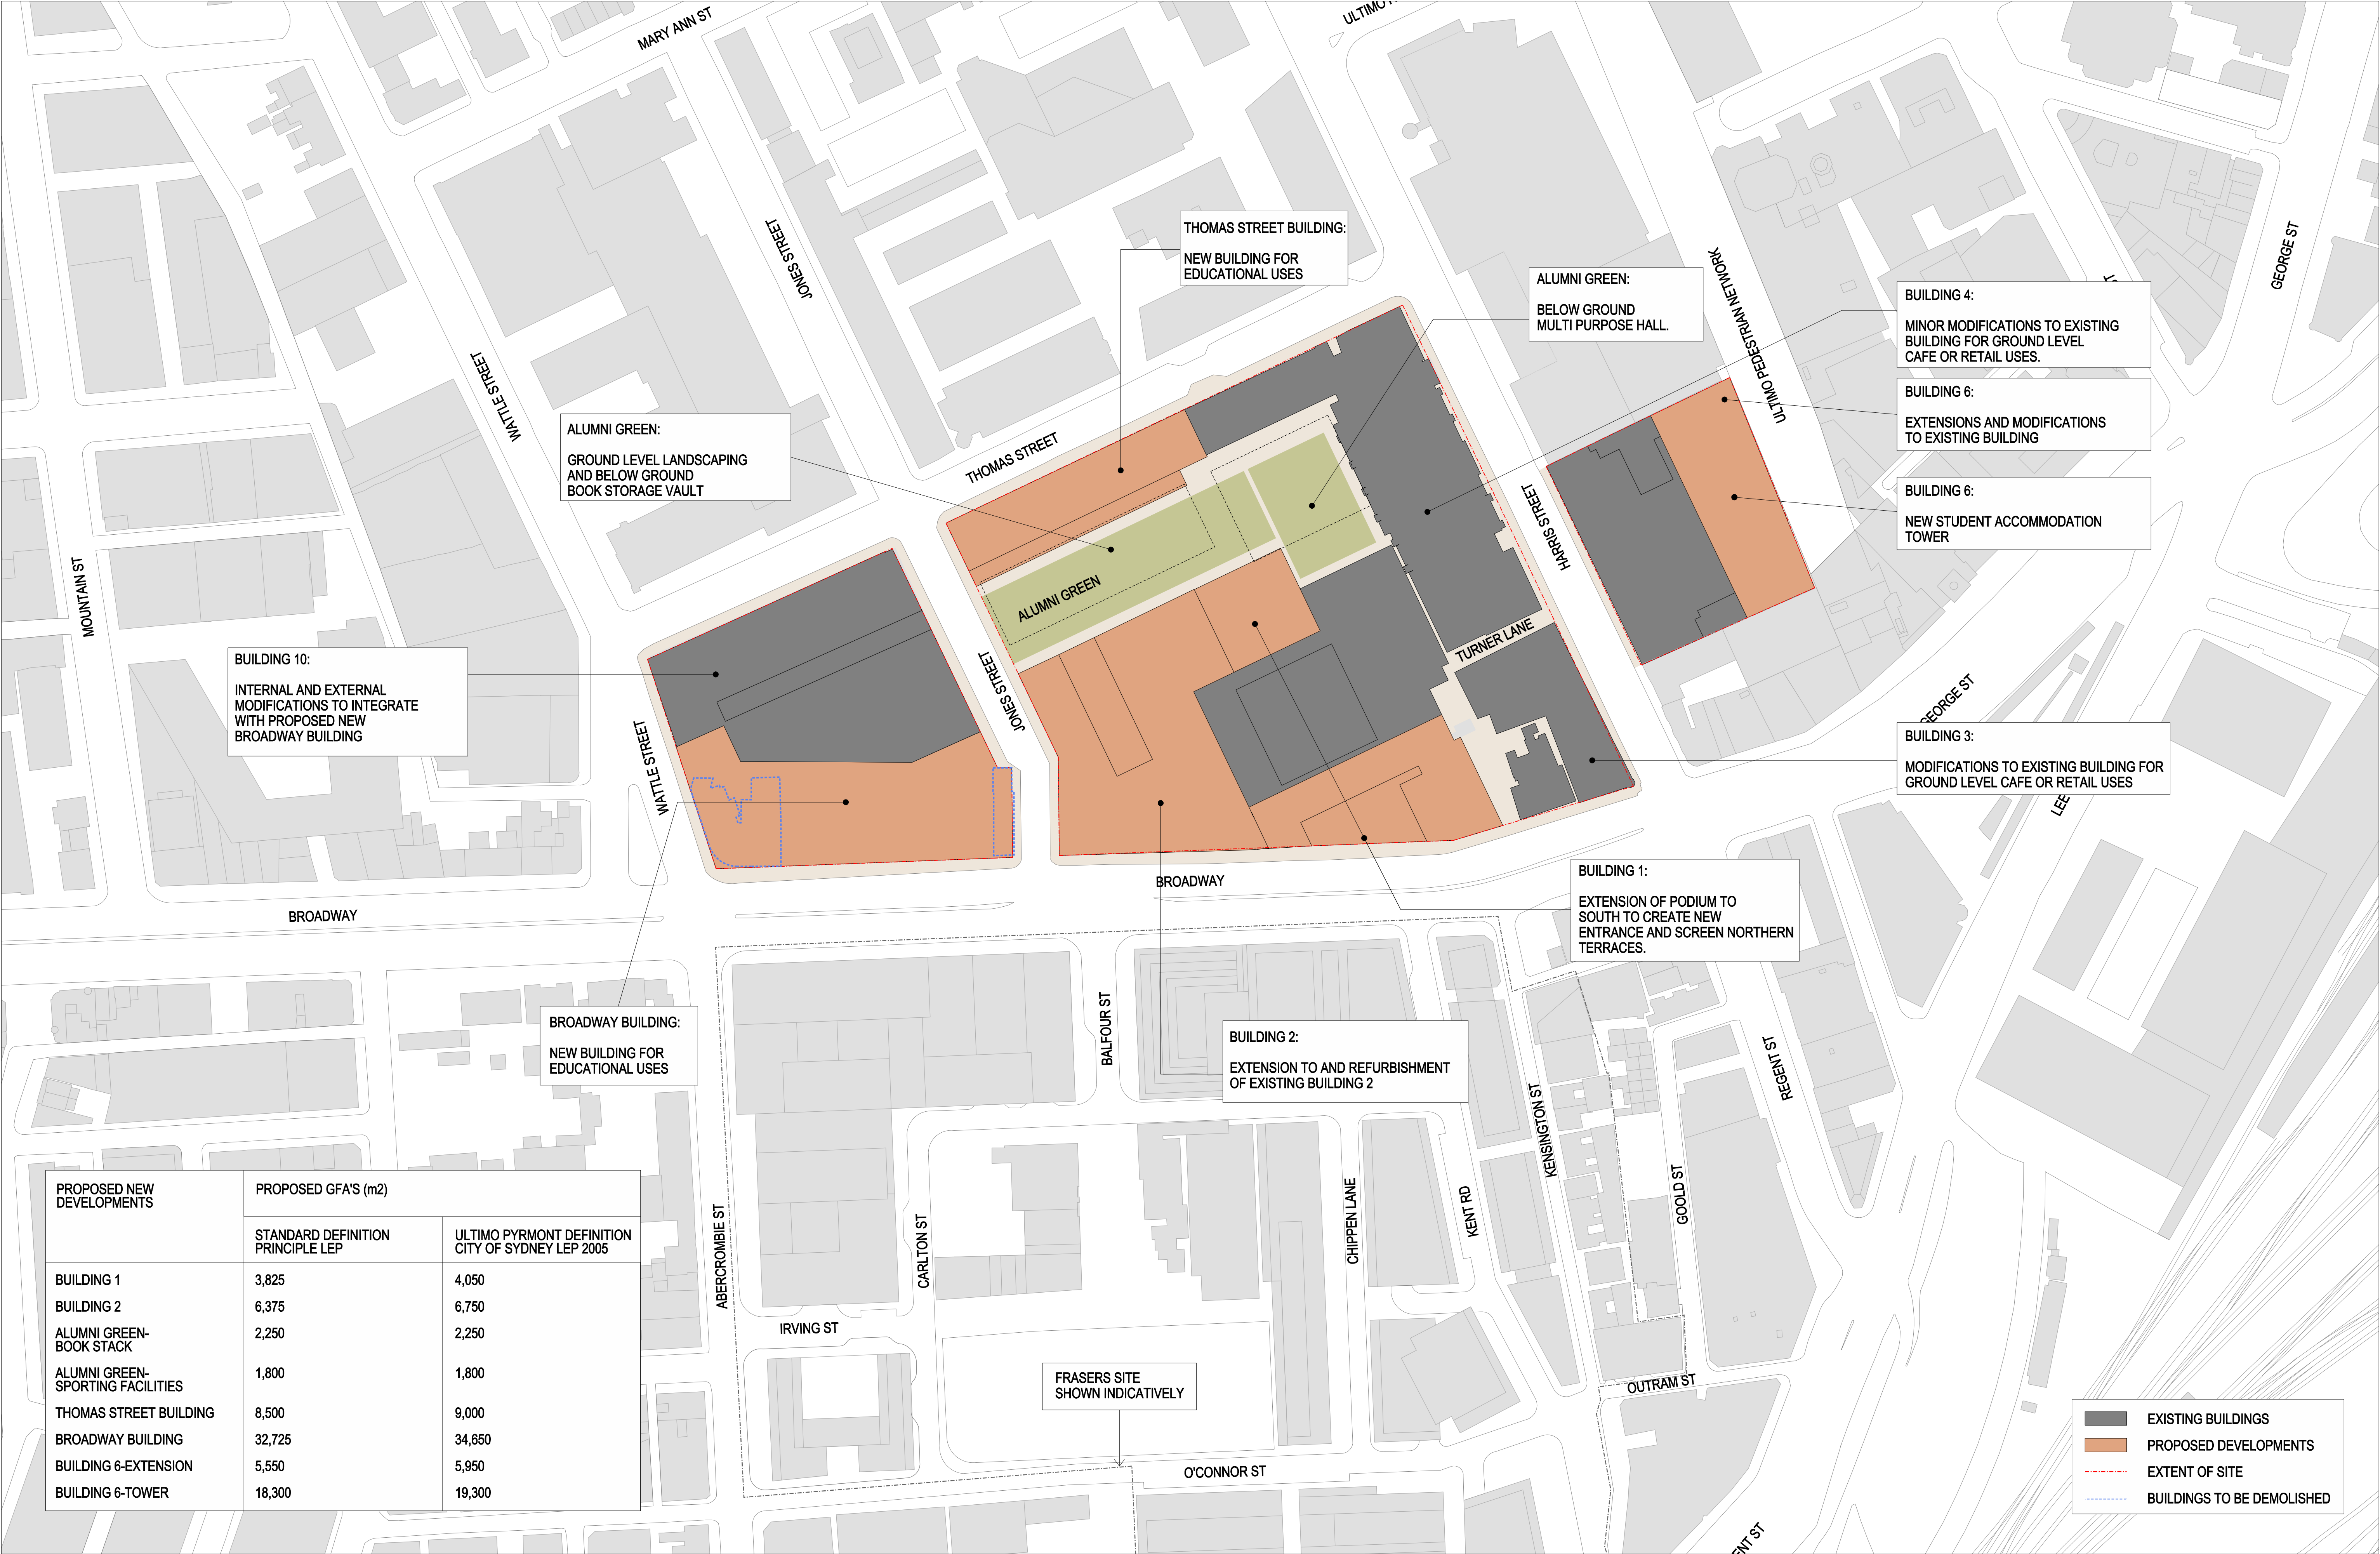 MARY ANN ST
JONES STREET
WATTLE STREET
THOMAS STREET
ULTIMO PEDESTRIAN NETWORK
GEORGE ST
THOMAS STREET BUILDING:
NEW BUILDING FOR
EDUCATIONAL USES
ALUMNI GREEN:
BELOW GROUND
MULTI PURPOSE HALL.
BUILDING 4:
MINOR MODIFICATIONS TO EXISTING
BUILDING FOR GROUND LEVEL
CAFE OR RETAIL USES.
BUILDING 6:
EXTENSIONS AND MODIFICATIONS
TO EXISTING BUILDING
BUILDING 6:
NEW STUDENT ACCOMMODATION
TOWER
ALUMNI GREEN:
GROUND LEVEL LANDSCAPING
AND BELOW GROUND
BOOK STORAGE VAULT
ALUMNI GREEN
HARRIS STREET
TURNER LANE
MOUNTAIN ST
BUILDING 10:
INTERNAL AND EXTERNAL
MODIFICATIONS TO INTEGRATE
WITH PROPOSED NEW
BROADWAY BUILDING
WATTLE STREET
JONES STREET
GEORGE ST
LEE
BUILDING 3:
MODIFICATIONS TO EXISTING BUILDING FOR
GROUND LEVEL CAFE OR RETAIL USES
BROADWAY
BROADWAY
BUILDING 1:
EXTENSION OF PODIUM TO
SOUTH TO CREATE NEW
ENTRANCE AND SCREEN NORTHERN
TERRACES.
BROADWAY BUILDING:
NEW BUILDING FOR
EDUCATIONAL USES
BUILDING 2:
EXTENSION TO AND REFURBISHMENT
OF EXISTING BUILDING 2
BALFOUR ST
REGENT ST
KENSINGTON ST
GOOLD ST
KENT RD
CHIPPEN LANE
CARLTON ST
ABERCROMBIE ST
IRVING ST
OUTRAM ST
O'CONNOR ST
FRASERS SITE
SHOWN INDICATIVELY
PROPOSED NEW
DEVELOPMENTS
PROPOSED GFA'S (m2)
STANDARD DEFINITION
PRINCIPLE LEP
ULTIMO PYRMONT DEFINITION
CITY OF SYDNEY LEP 2005
BUILDING 1 3,825 4,050
BUILDING 2 6,375 6,750
ALUMNI GREEN-
BOOK STACK 2,250 2,250
ALUMNI GREEN-
SPORTING FACILITIES 1,800 1,800
THOMAS STREET BUILDING 8,500 9,000
BROADWAY BUILDING 32,725 34,650
BUILDING 6-EXTENSION 5,550 5,950
BUILDING 6-TOWER 18,300 19,300
EXISTING BUILDINGS
PROPOSED DEVELOPMENTS
EXTENT OF SITE
BUILDINGS TO BE DEMOLISHED